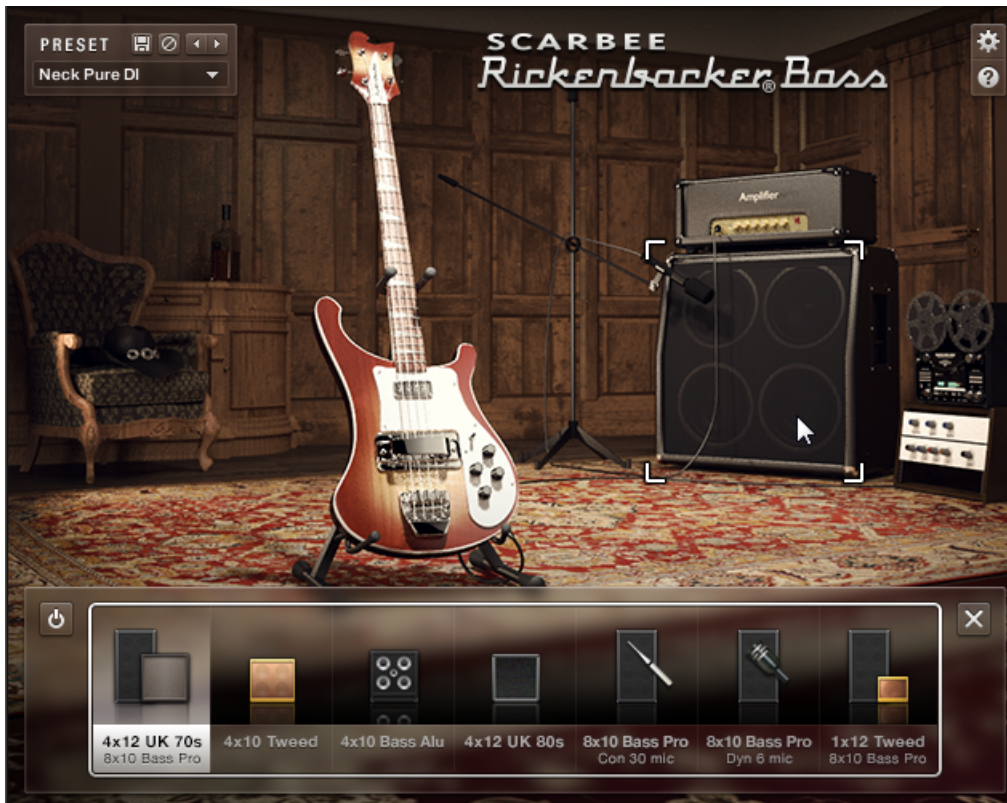 PRESET
Neck Pure DI
SCARBEE
Rickenbacker® Bass
Amplifier
4x12 UK 70s
8x10 Bass Pro
4x10 Tweed
4x10 Bass Alu
4x12 UK 80s
8x10 Bass Pro
Con 30 mic
8x10 Bass Pro
Dyn 6 mic
1x12 Tweed
8x10 Bass Pro